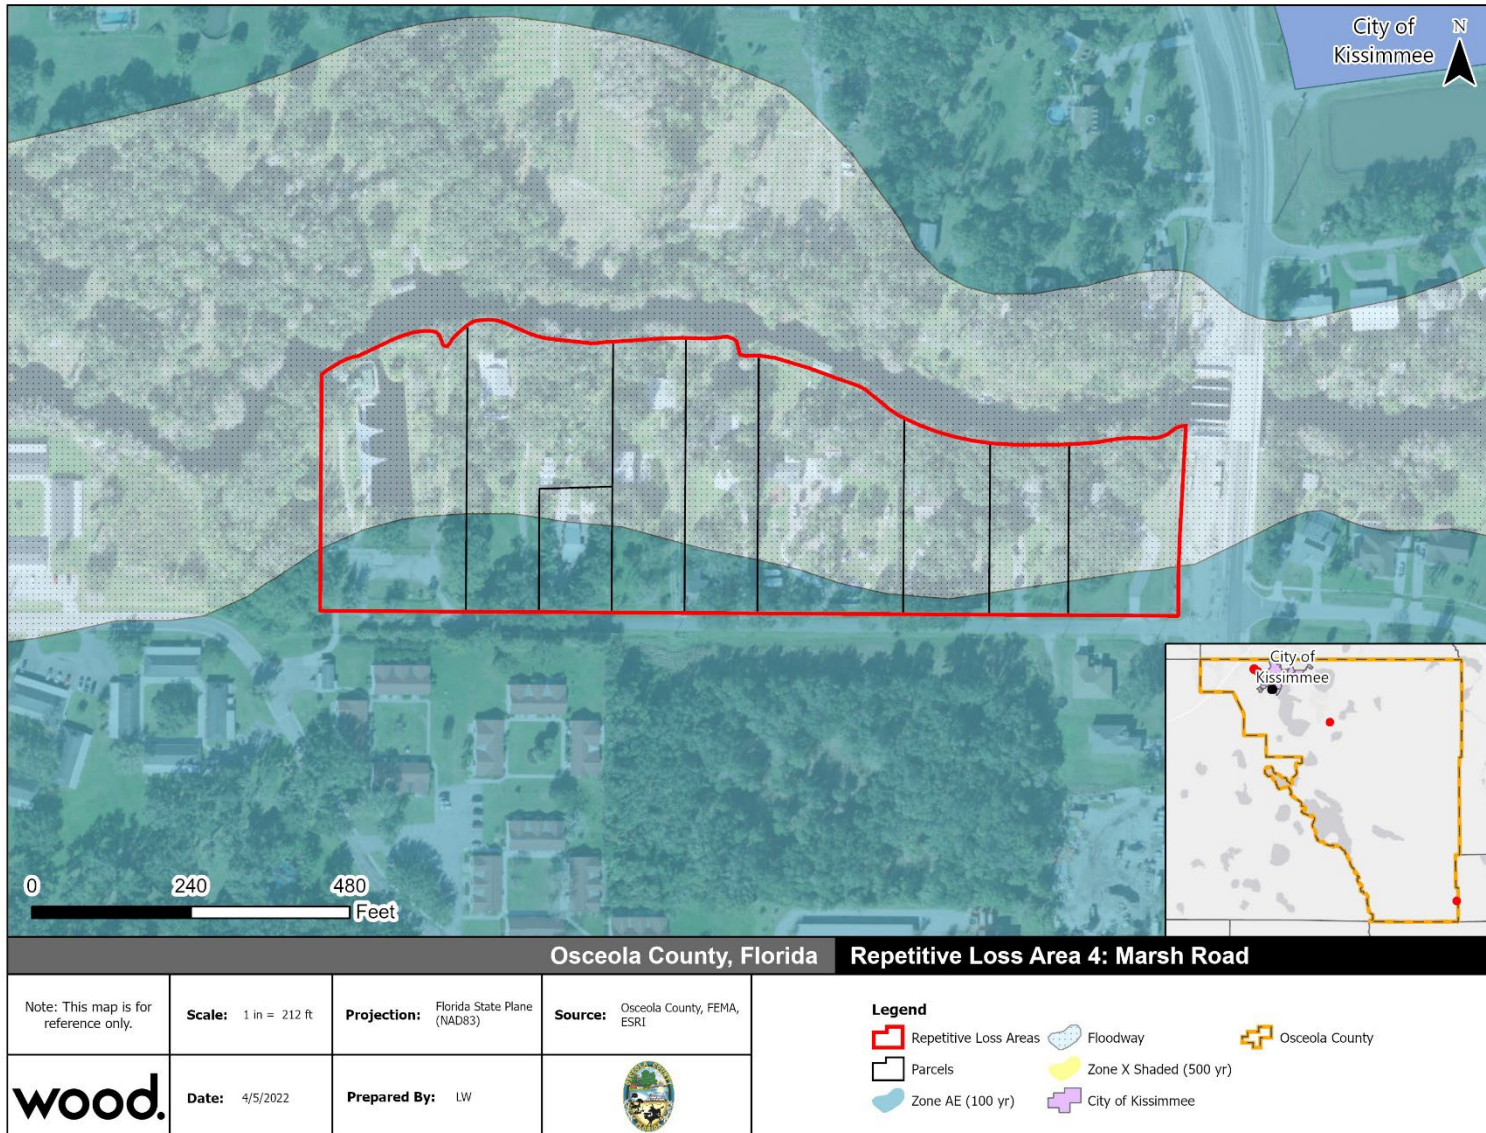 City of
Kissimmee
N
City of
Kissimmee
0 240 480
Feet
Osceola County, Florida Repetitive Loss Area 4: Marsh Road
Note: This map is for
reference only.
Scale: 1 in = 212 ft
Projection: Florida State Plane
(NAD83)
Source: Osceola County, FEMA,
ESRI
wood.
Date: 4/5/2022
Prepared By: LW
Legend
Repetitive Loss Areas
Parcels
Zone AE (100 yr)
Floodway
Zone X Shaded (500 yr)
City of Kissimmee
Osceola County
OSCEOLA COUNTY
FLORIDA